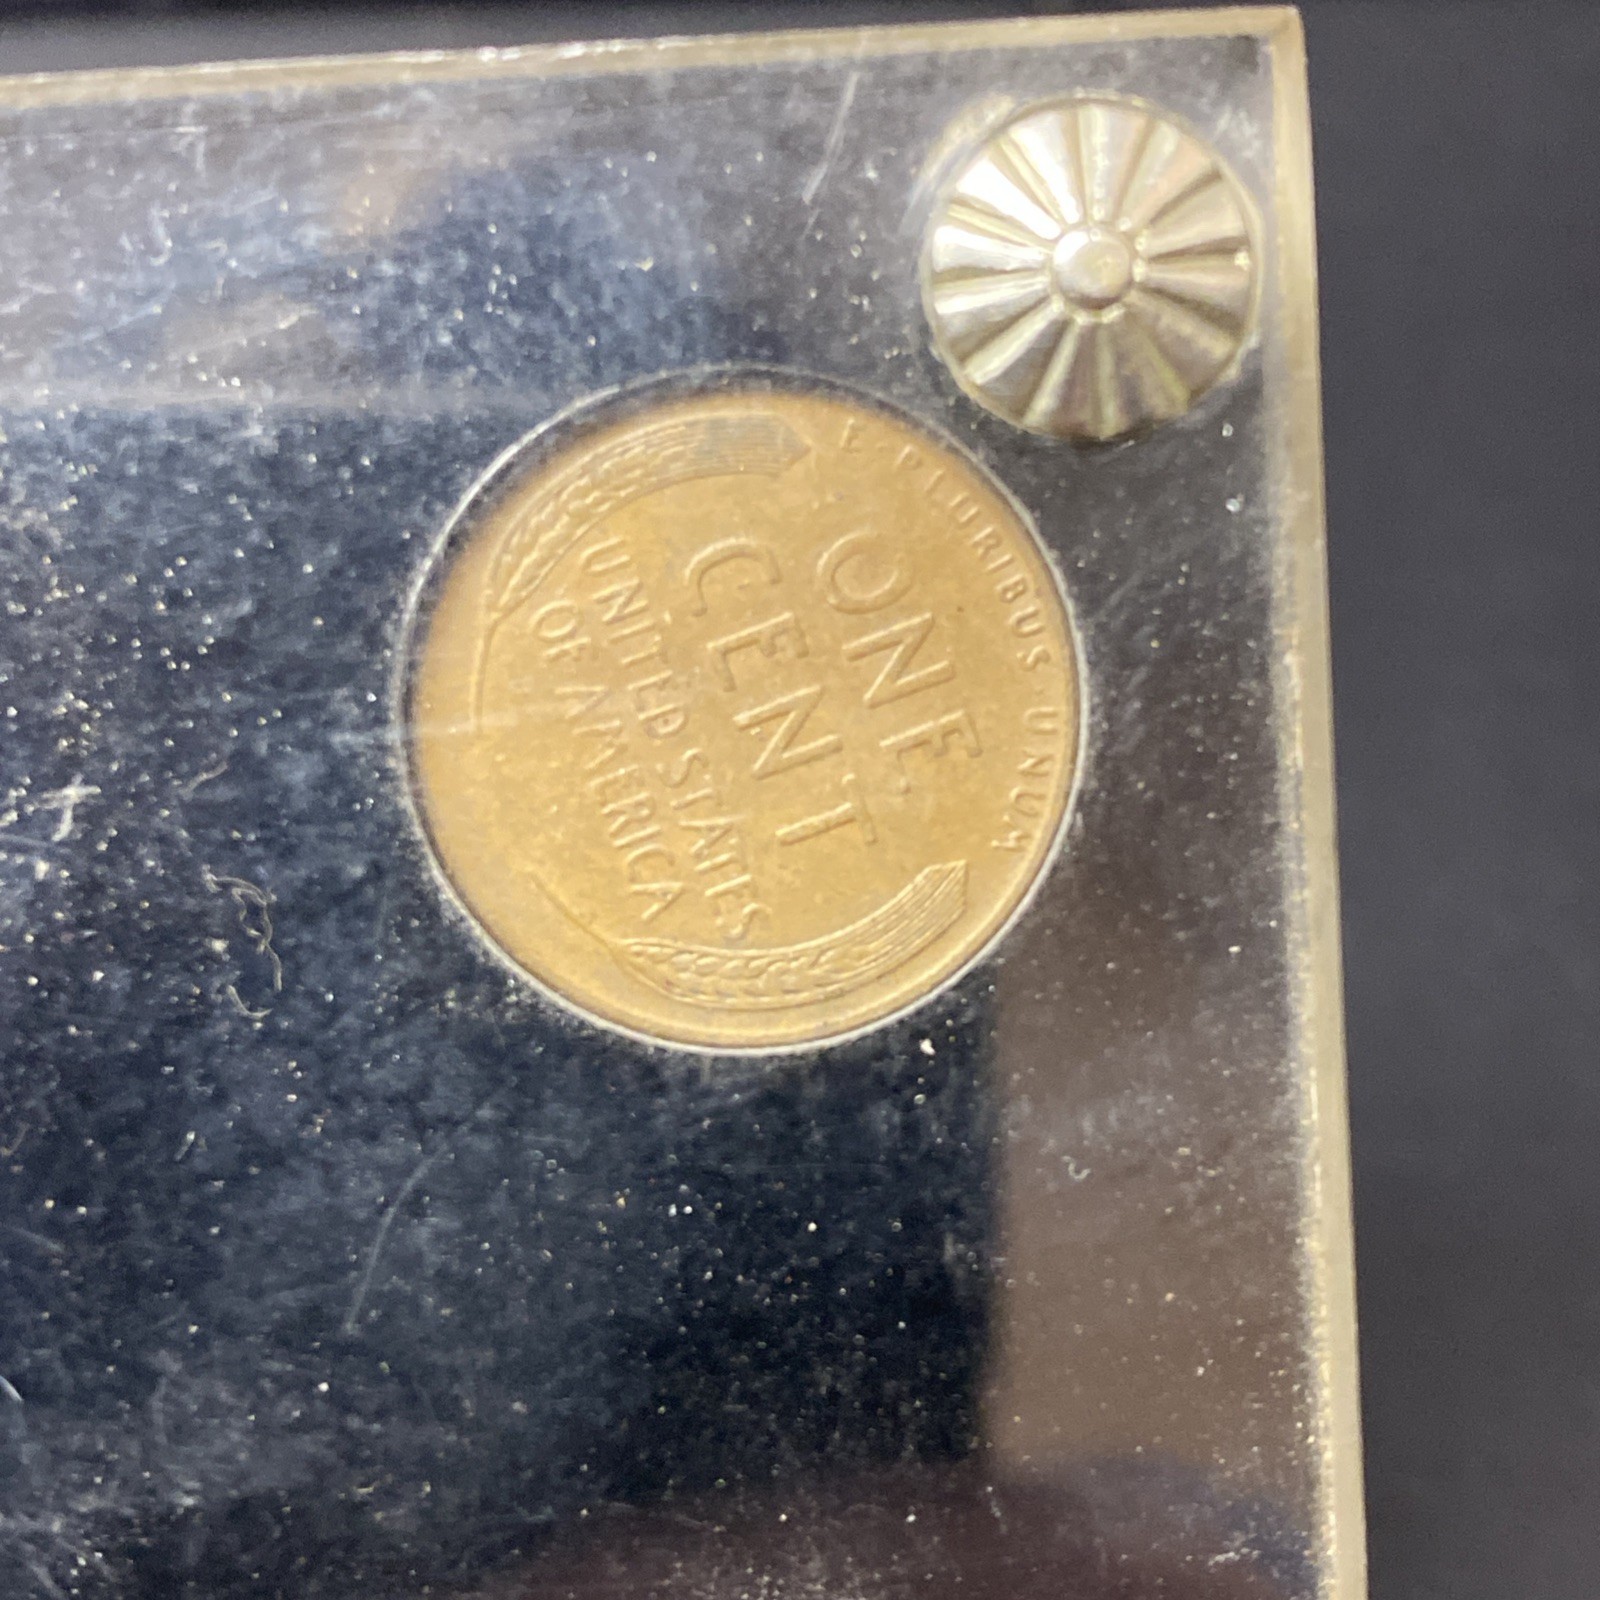 E·PLURIBUS·UNUM
ONE
CENT
UNITED STATES
OF AMERICA